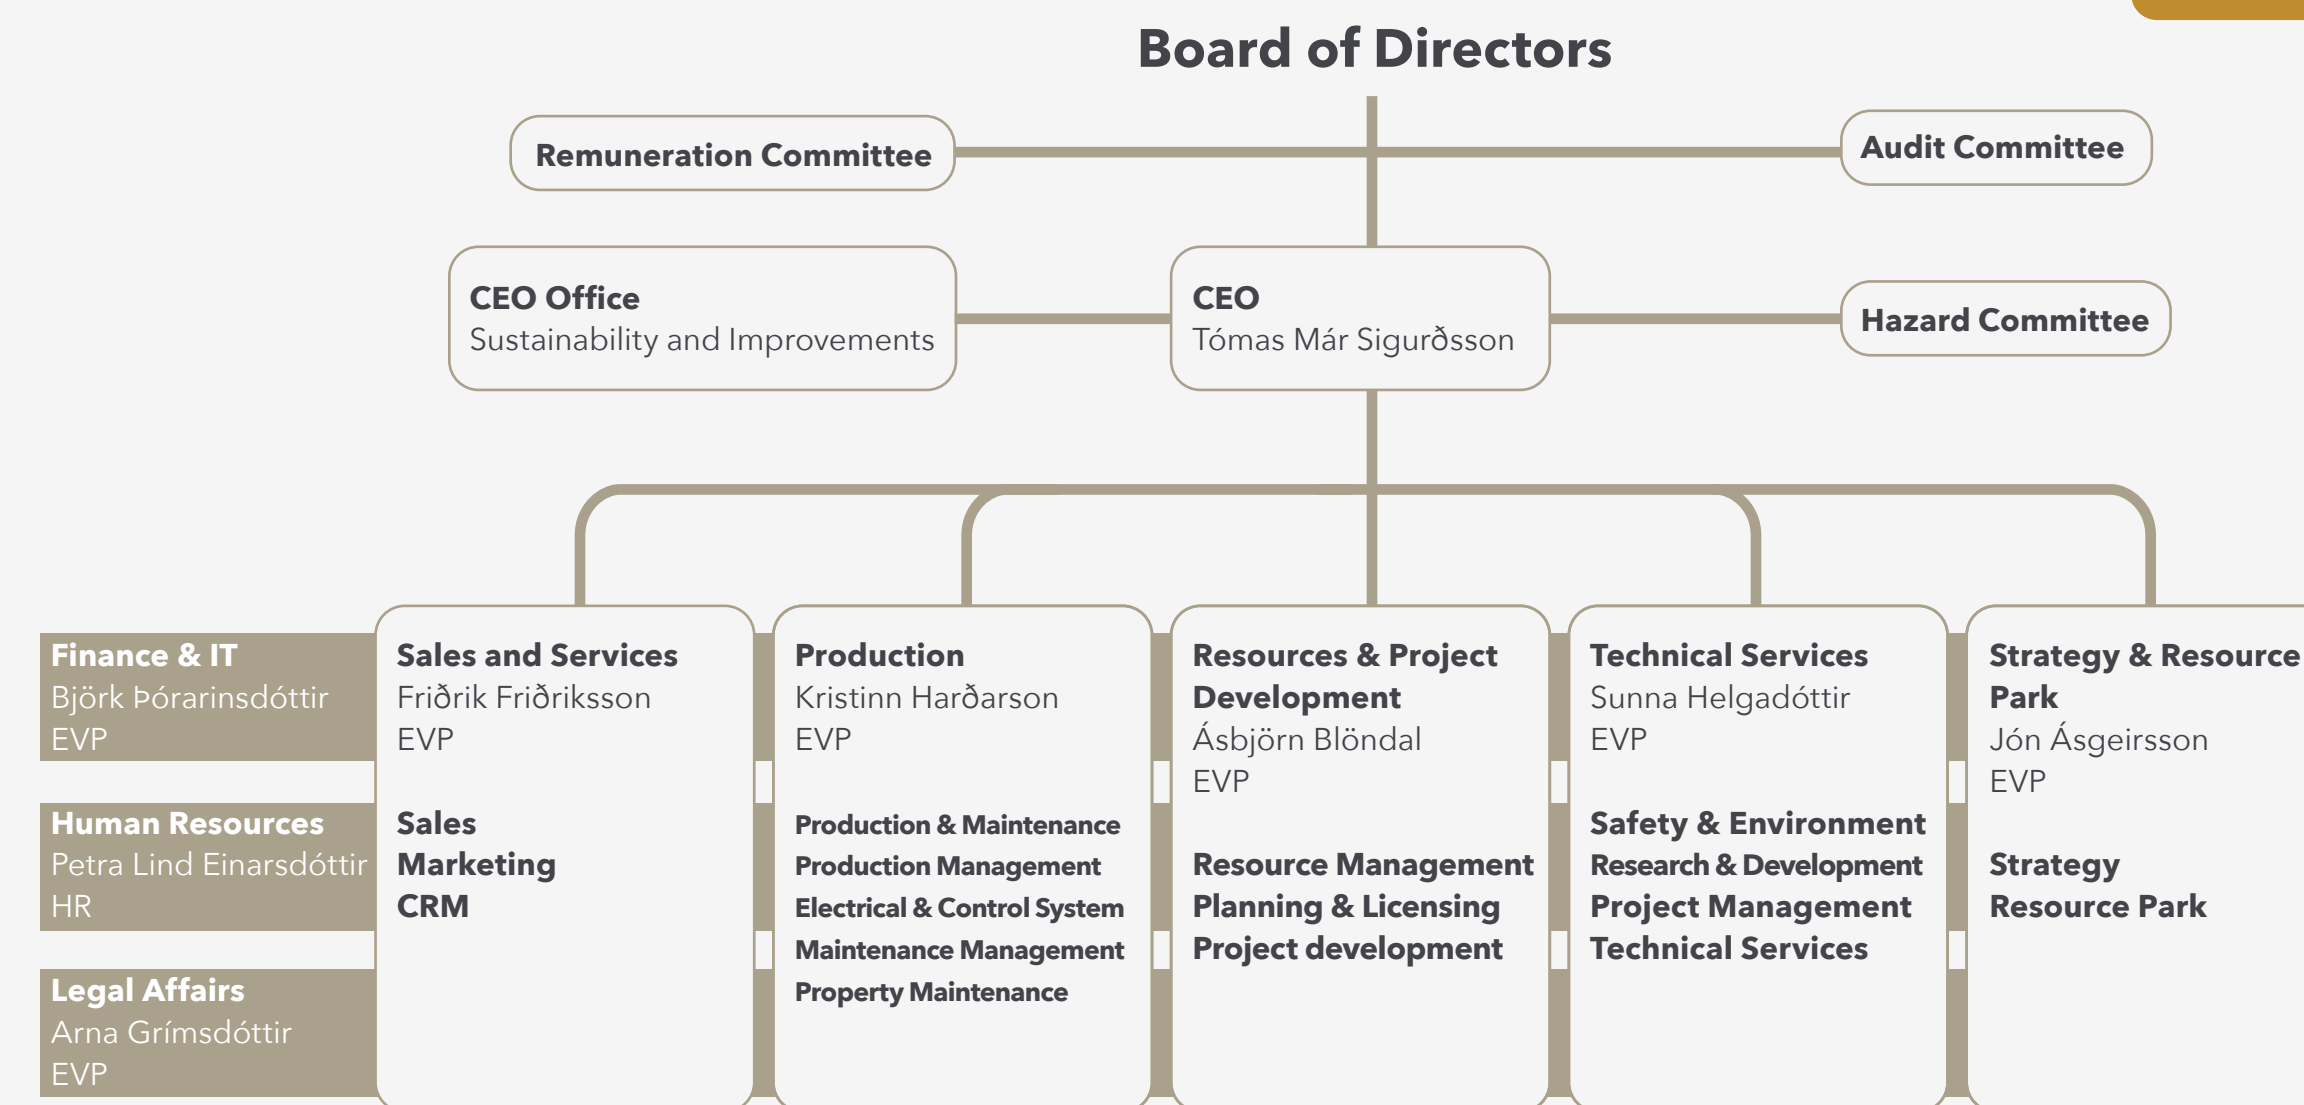 Board of Directors
Remuneration Committee
Audit Committee
CEO Office
Sustainability and Improvements
CEO
Tómas Már Sigurðsson
Hazard Committee
Finance & IT
Björk Þórarinsdóttir
EVP
Human Resources
Petra Lind Einarsdóttir
HR
Legal Affairs
Arna Grímsdóttir
EVP
Sales and Services
Friðrik Friðriksson
EVP
Sales
Marketing
CRM
Production
Kristinn Harðarson
EVP
Production & Maintenance
Production Management
Electrical & Control System
Maintenance Management
Property Maintenance
Resources & Project
Development
Ásbjörn Blöndal
EVP
Resource Management
Planning & Licensing
Project development
Technical Services
Sunna Helgadóttir
EVP
Safety & Environment
Research & Development
Project Management
Technical Services
Strategy & Resource
Park
Jón Ásgeirsson
EVP
Strategy
Resource Park